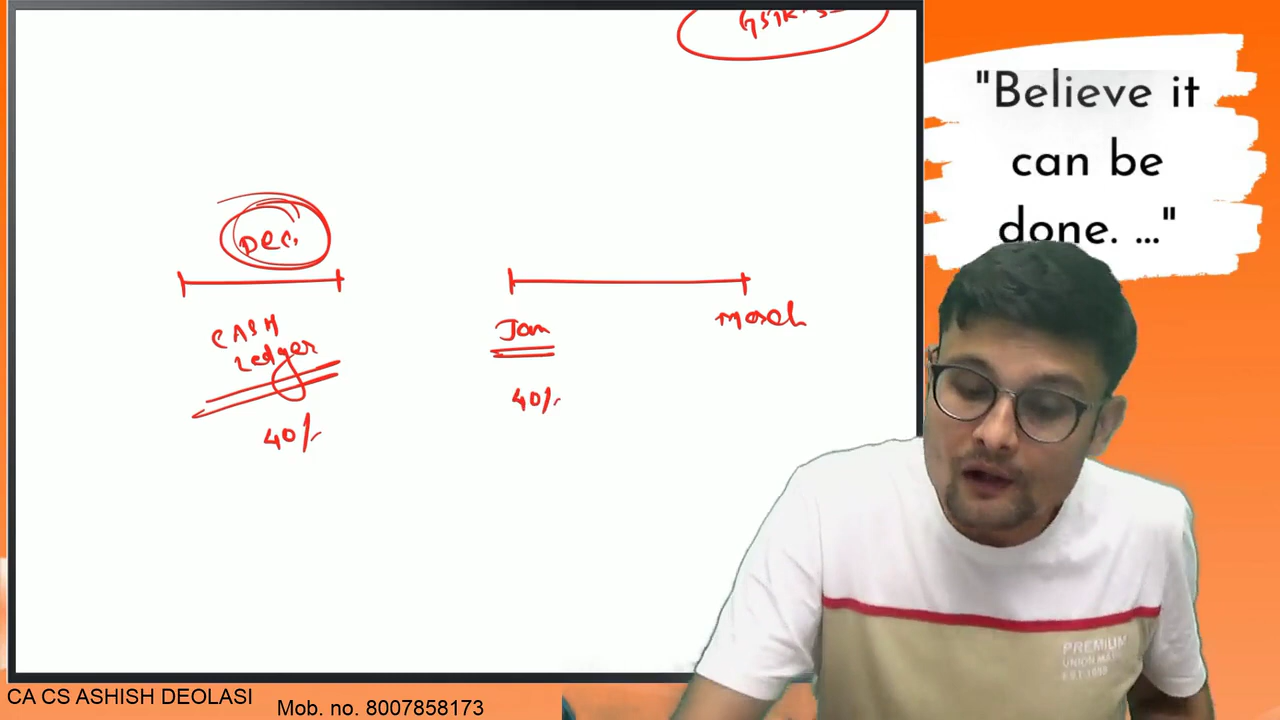 "Believe it
can be
done. ..."
Dec.
CASH
Ledger
40%
Jan
40%
March
PREMIUM
CA CS ASHISH DEOLASI
Mob. no. 8007858173